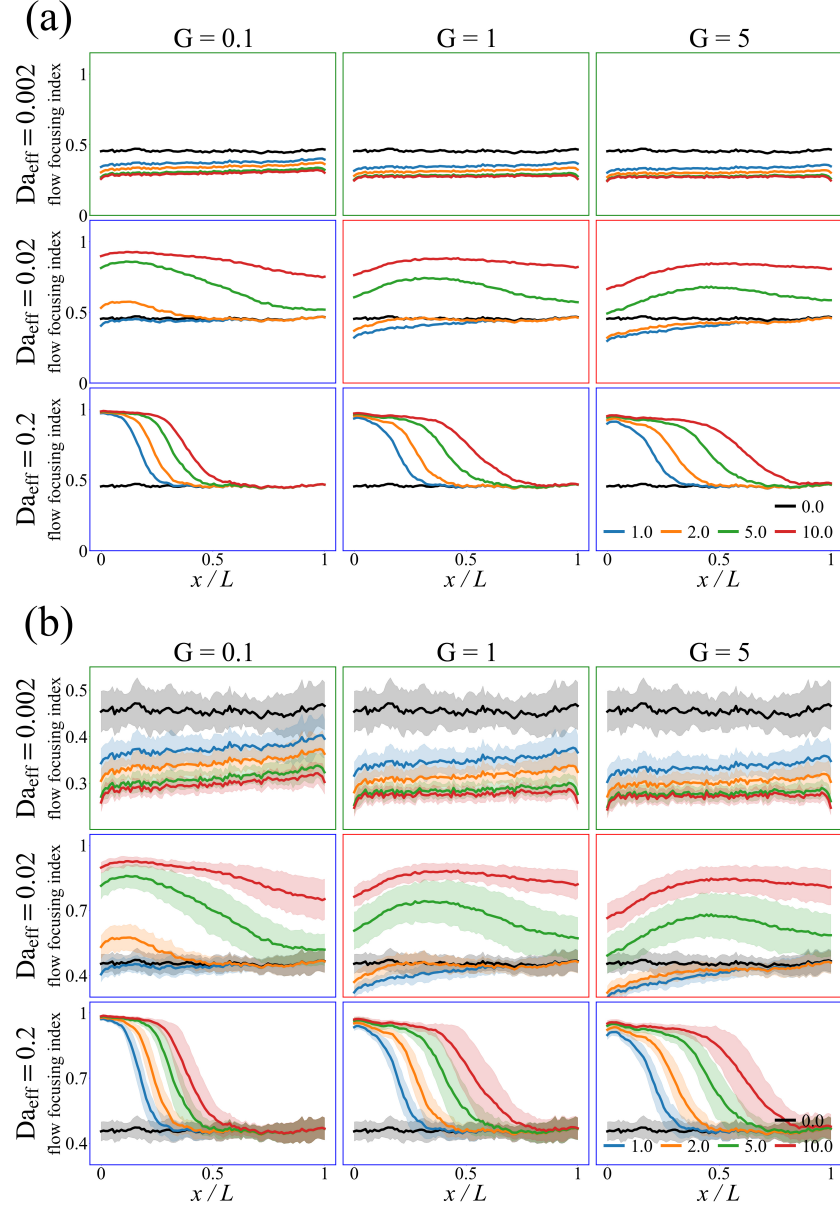 (a)
G = 0.1 G = 1 G = 5
Da_eff = 0.002
flow focusing index
1
0.5
0
Da_eff = 0.02
flow focusing index
1
0.5
0
Da_eff = 0.2
flow focusing index
1
0.5
0
0.0
1.0 2.0 5.0 10.0
0 0.5 1 0 0.5 1 0 0.5 1
x / L x / L x / L
(b)
G = 0.1 G = 1 G = 5
Da_eff = 0.002
flow focusing index
0.5
0.4
0.3
Da_eff = 0.02
flow focusing index
1
0.7
0.4
Da_eff = 0.2
flow focusing index
1
0.7
0.4
0.0
1.0 2.0 5.0 10.0
0 0.5 1 0 0.5 1 0 0.5 1
x / L x / L x / L